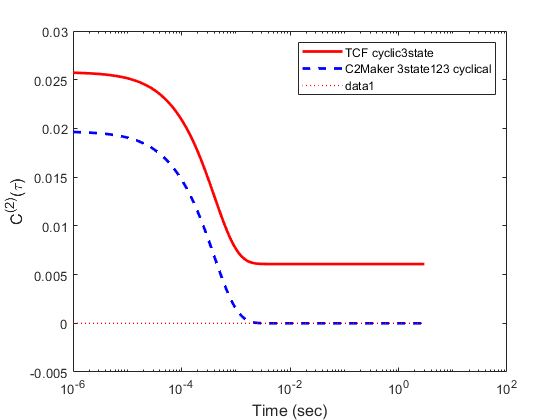 0.03
0.025
0.02
0.015
0.01
0.005
0
-0.005
C(2)(τ)
TCF cyclic3state
C2Maker 3state123 cyclical
data1
10-6
10-4
10-2
100
102
Time (sec)